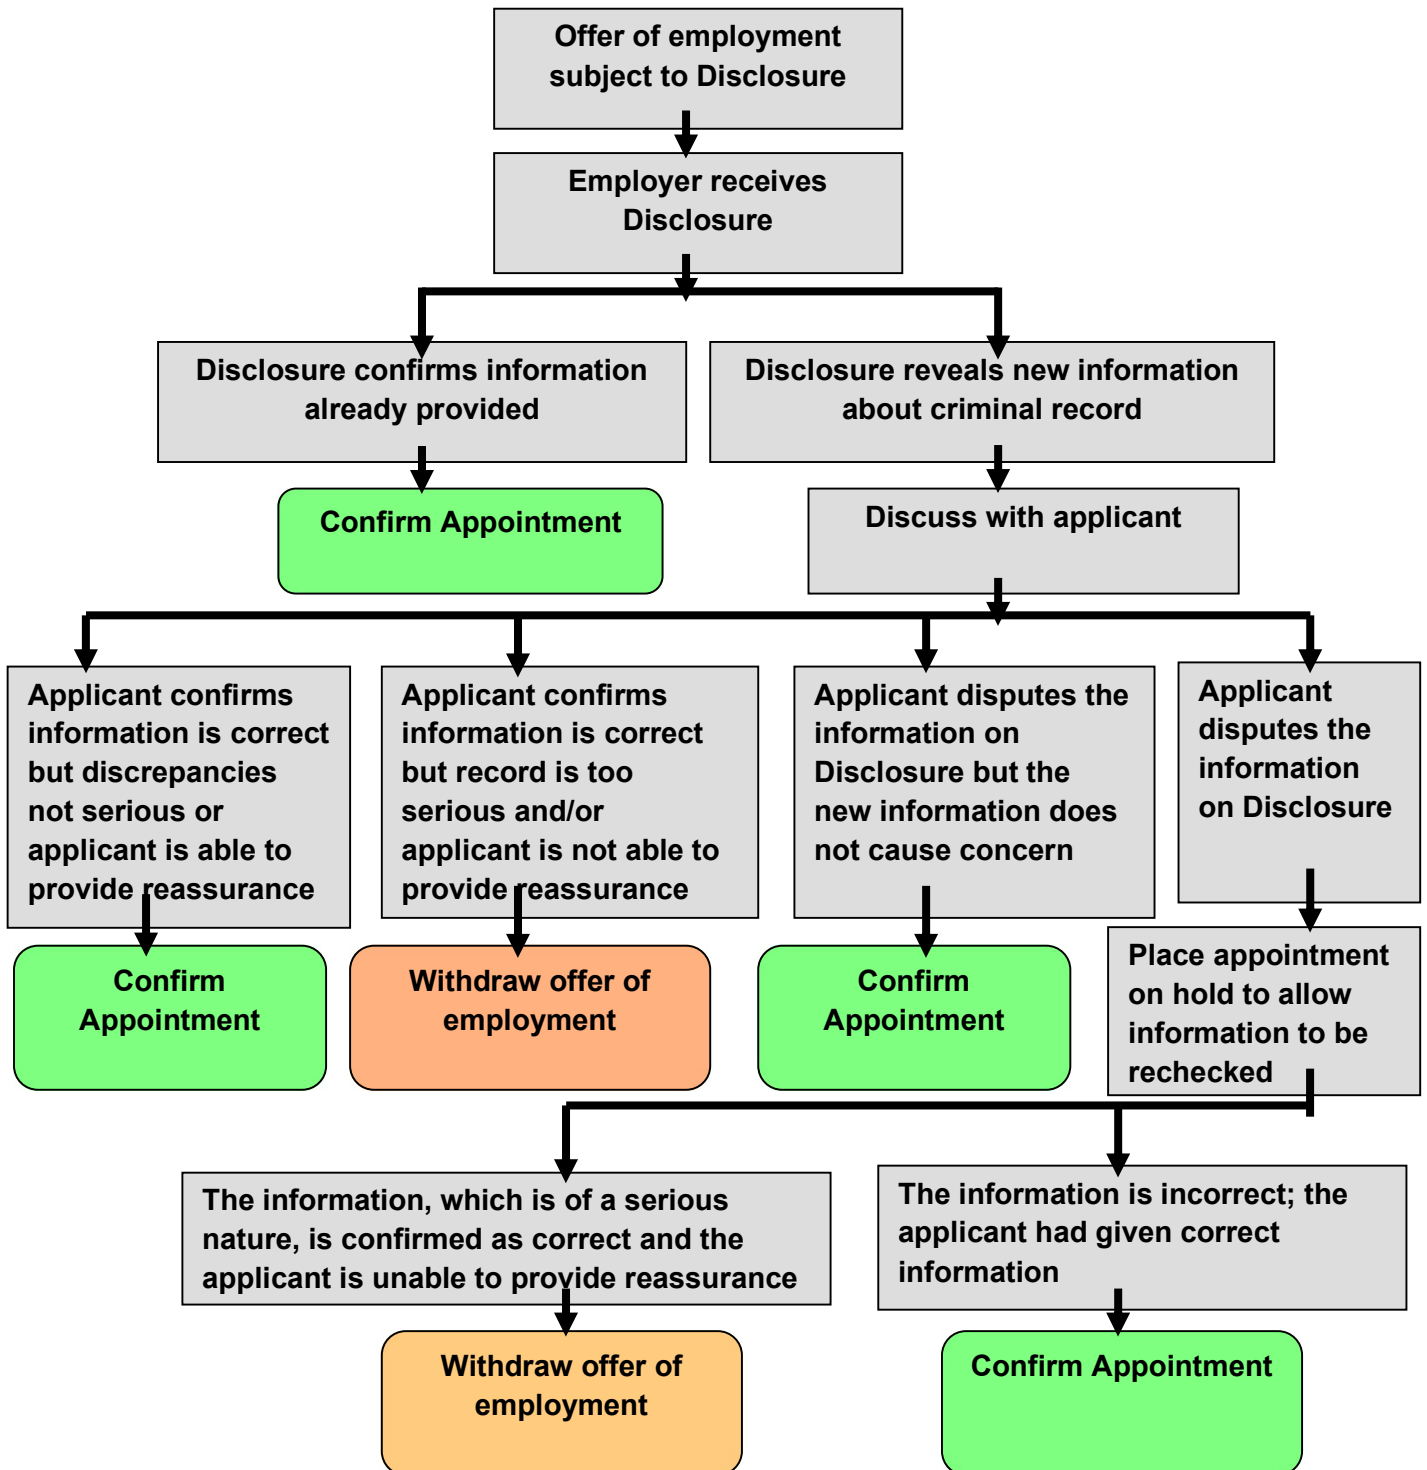 Offer of employment
subject to Disclosure
Employer receives
Disclosure
Disclosure confirms information
already provided
Disclosure reveals new information
about criminal record
Confirm Appointment
Discuss with applicant
Applicant confirms
information is correct
but discrepancies
not serious or
applicant is able to
provide reassurance
Applicant confirms
information is correct
but record is too
serious and/or
applicant is not able to
provide reassurance
Applicant disputes the
information on
Disclosure but the
new information does
not cause concern
Applicant
disputes the
information
on Disclosure
Confirm
Appointment
Withdraw offer of
employment
Confirm
Appointment
Place appointment
on hold to allow
information to be
rechecked
The information, which is of a serious
nature, is confirmed as correct and the
applicant is unable to provide reassurance
The information is incorrect; the
applicant had given correct
information
Withdraw offer of
employment
Confirm Appointment